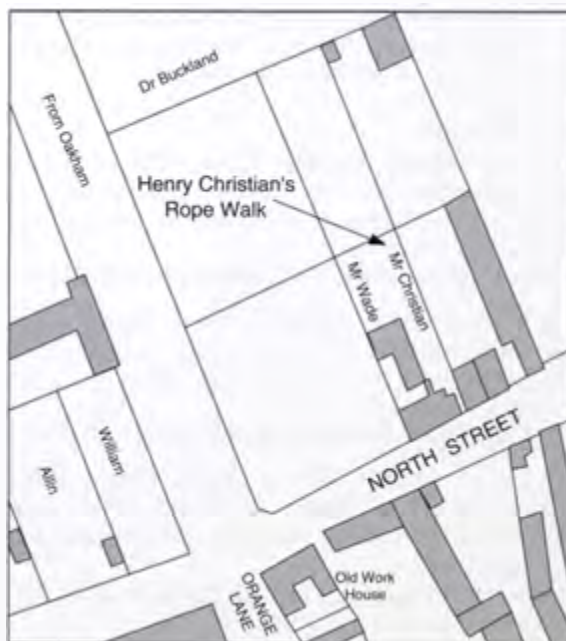 Dr Buckland
From Oakham
Henry Christian's
Rope Walk
Mr Wade
Mr Christian
William
Allin
NORTH STREET
ORANGE
LANE
Old Work
House